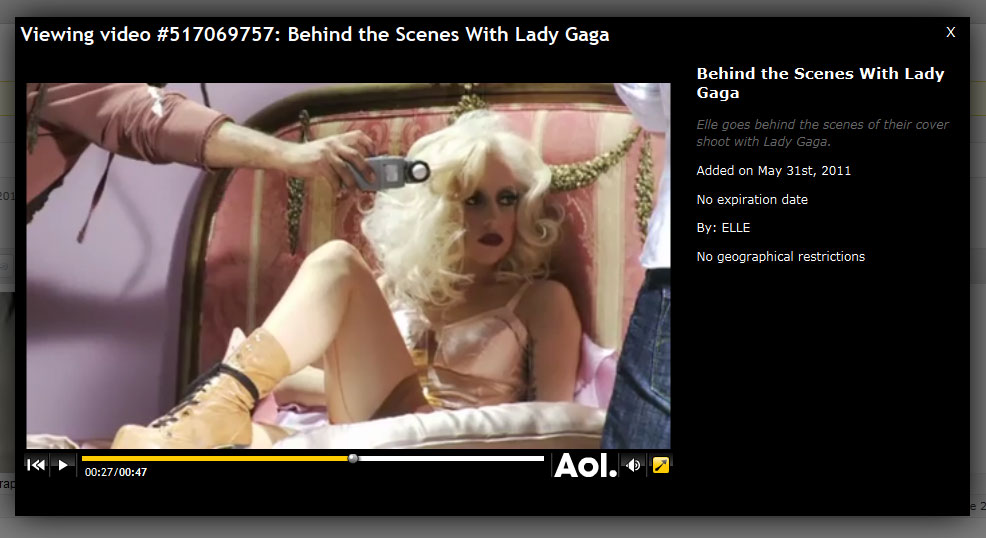 Viewing video #517069757: Behind the Scenes With Lady Gaga
X
Behind the Scenes With Lady
Gaga
Elle goes behind the scenes of their cover
shoot with Lady Gaga.
Added on May 31st, 2011
No expiration date
By: ELLE
No geographical restrictions
00:27/00:47
Aol.